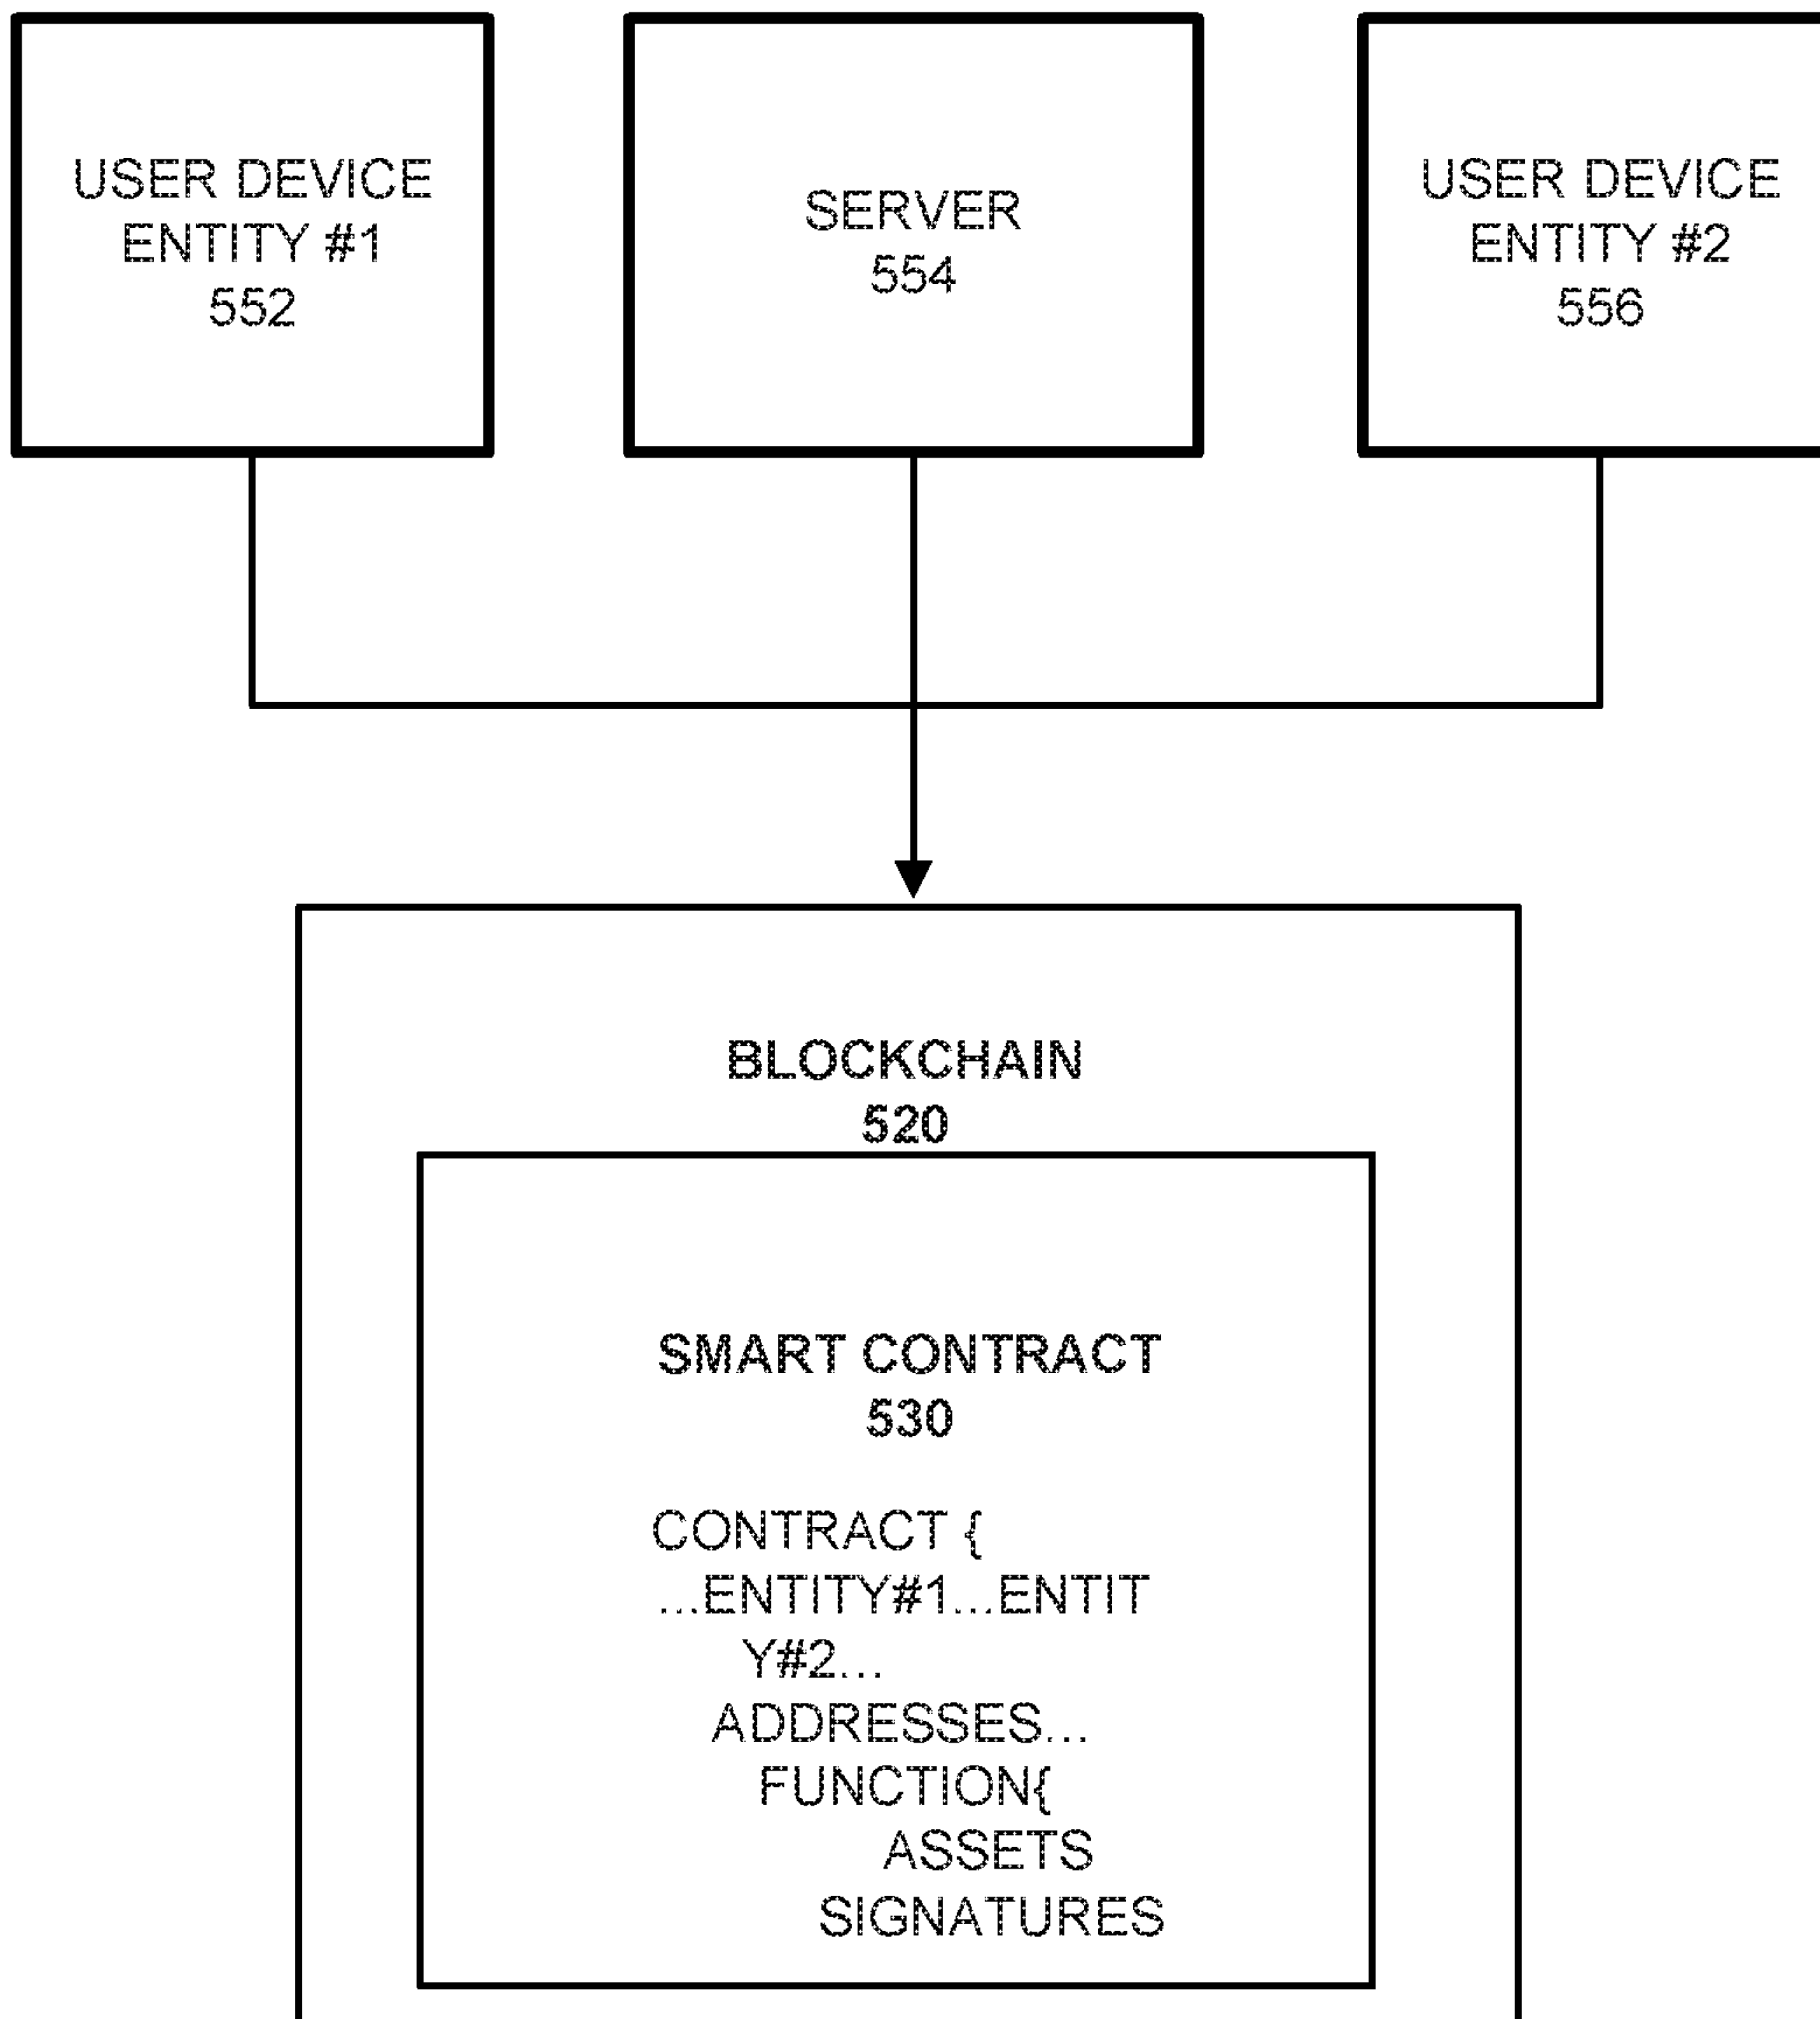 USER DEVICE
ENTITY #1
552
SERVER
554
USER DEVICE
ENTITY #2
556
BLOCKCHAIN
520
SMART CONTRACT
530
CONTRACT {
...ENTITY#1...ENTIT
Y#2...
ADDRESSES...
FUNCTION{
ASSETS
SIGNATURES